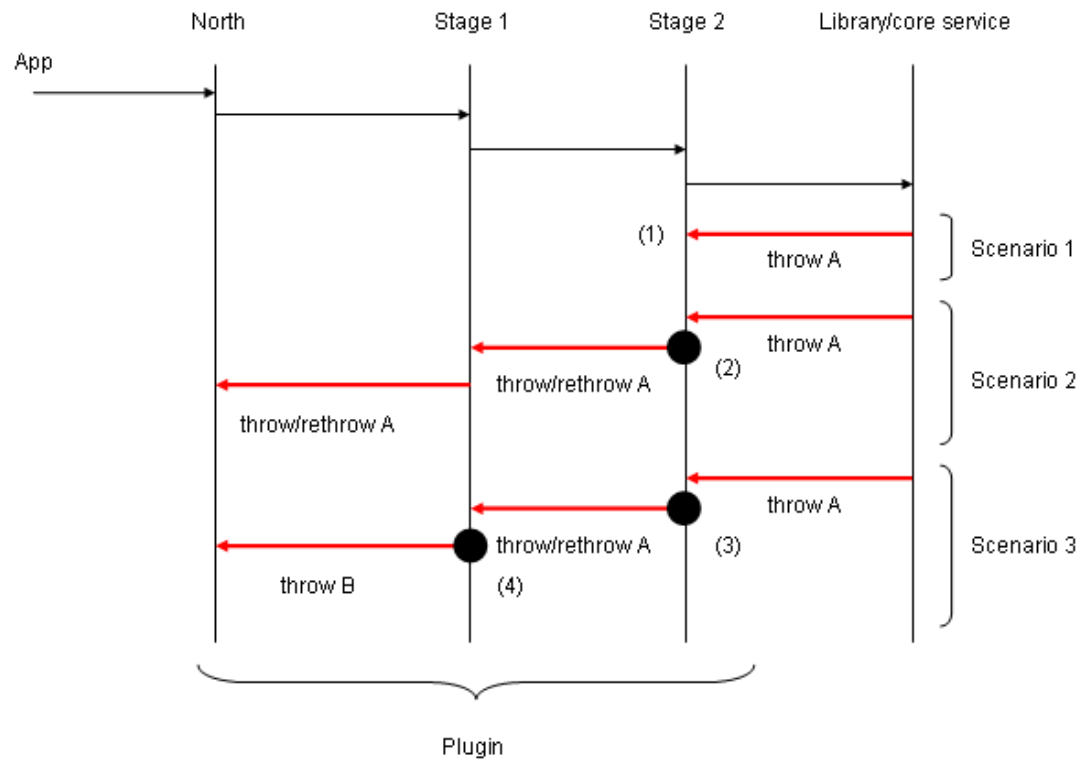 North
Stage 1
Stage 2
Library/core service
App
(1)
throw A
Scenario 1
throw A
(2)
throw/rethrow A
Scenario 2
throw/rethrow A
throw A
throw/rethrow A
(3)
Scenario 3
throw B
(4)
Plugin